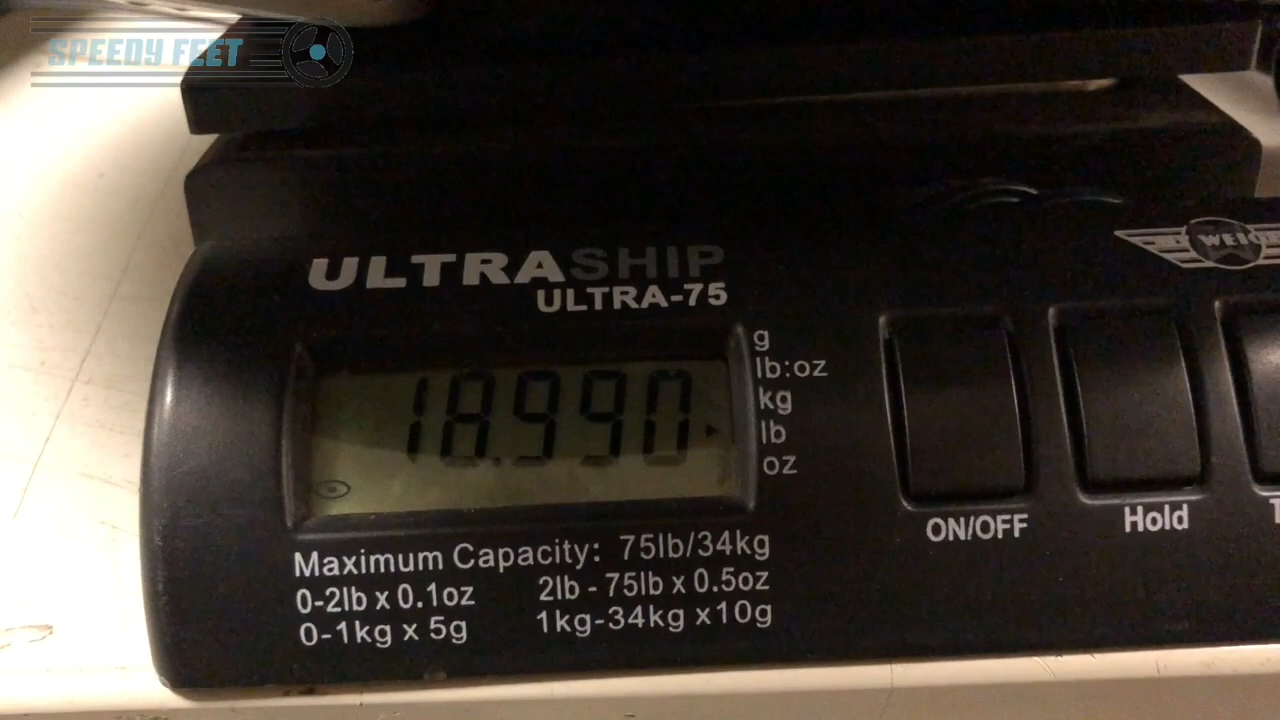 SPEEDY FEET
ULTRASHIP
ULTRA-75
g
lb:oz
kg
lb
oz
18.990
ON/OFF
Hold
Maximum Capacity: 75lb/34kg
0-2lb x 0.1oz 2lb - 75lb x 0.5oz
0-1kg x 5g 1kg-34kg x10g